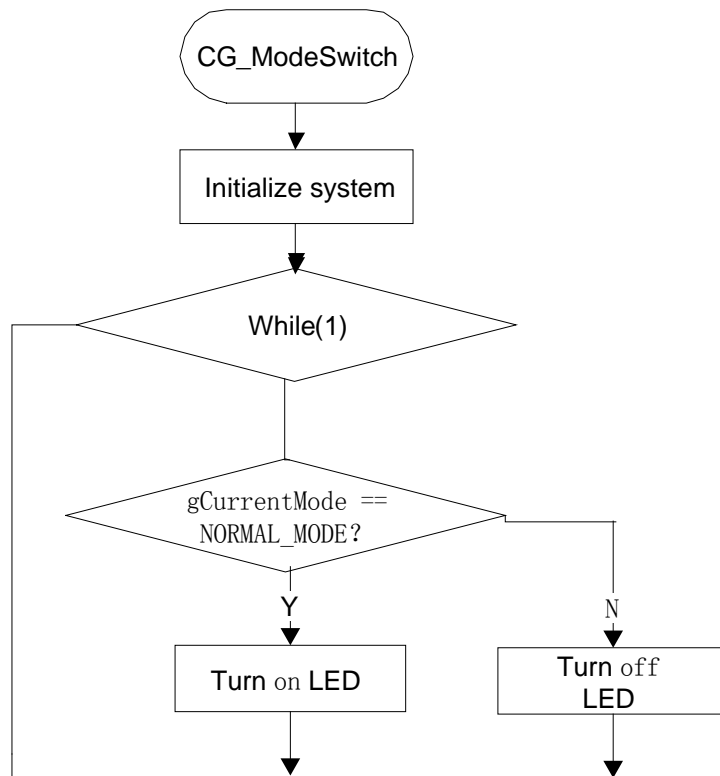 CG_ModeSwitch
Initialize system
While(1)
gCurrentMode ==
NORMAL_MODE?
Y
N
Turn on LED
Turn off
LED